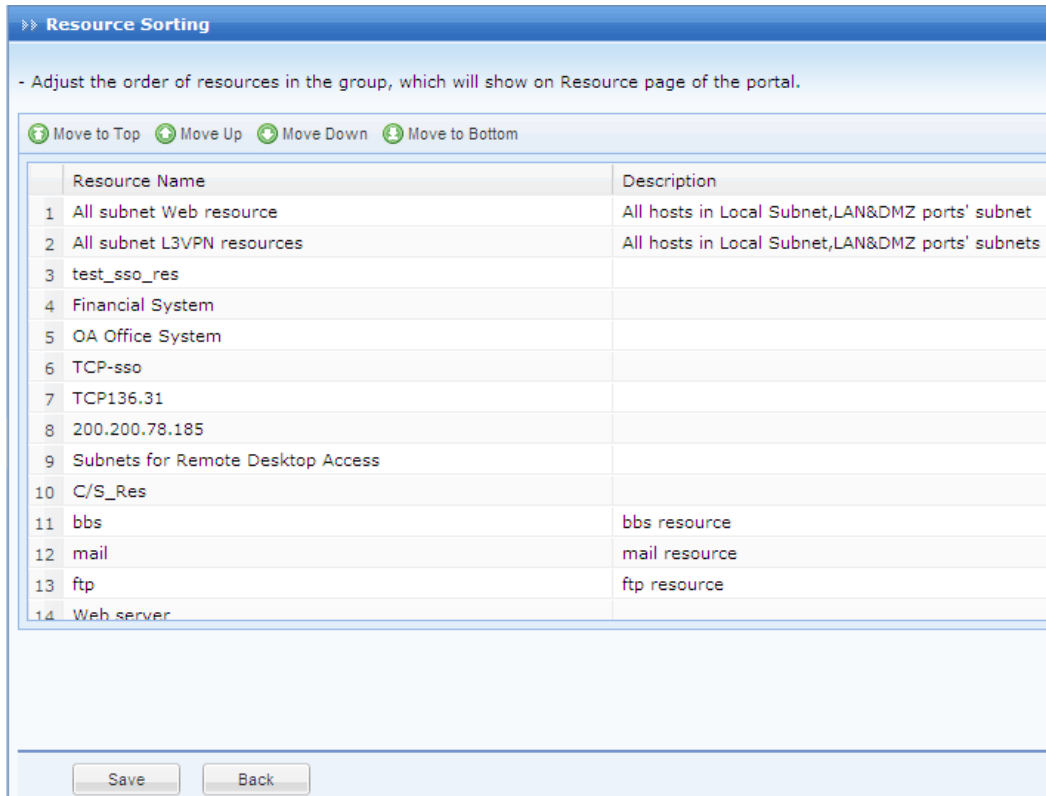 Resource Sorting
- Adjust the order of resources in the group, which will show on Resource page of the portal.
Move to Top Move Up Move Down Move to Bottom
Resource Name Description
1 All subnet Web resource All hosts in Local Subnet,LAN&DMZ ports' subnet
2 All subnet L3VPN resources All hosts in Local Subnet,LAN&DMZ ports' subnets
3 test_sso_res
4 Financial System
5 OA Office System
6 TCP-sso
7 TCP136.31
8 200.200.78.185
9 Subnets for Remote Desktop Access
10 C/S_Res
11 bbs bbs resource
12 mail mail resource
13 ftp ftp resource
14 Web server
Save Back